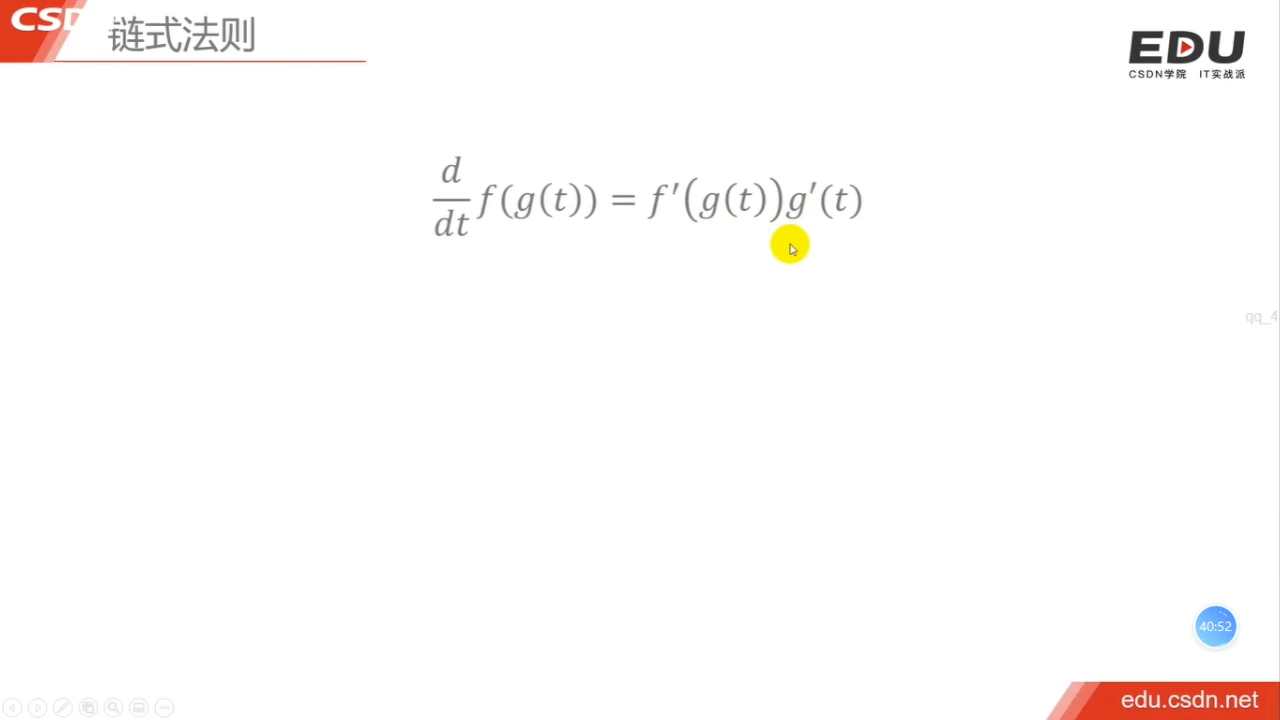 CSD
链式法则
EDU
CSDN学院 IT实战派
d/dt f(g(t)) = f′(g(t))g′(t)
qq_4
40:52
edu.csdn.net